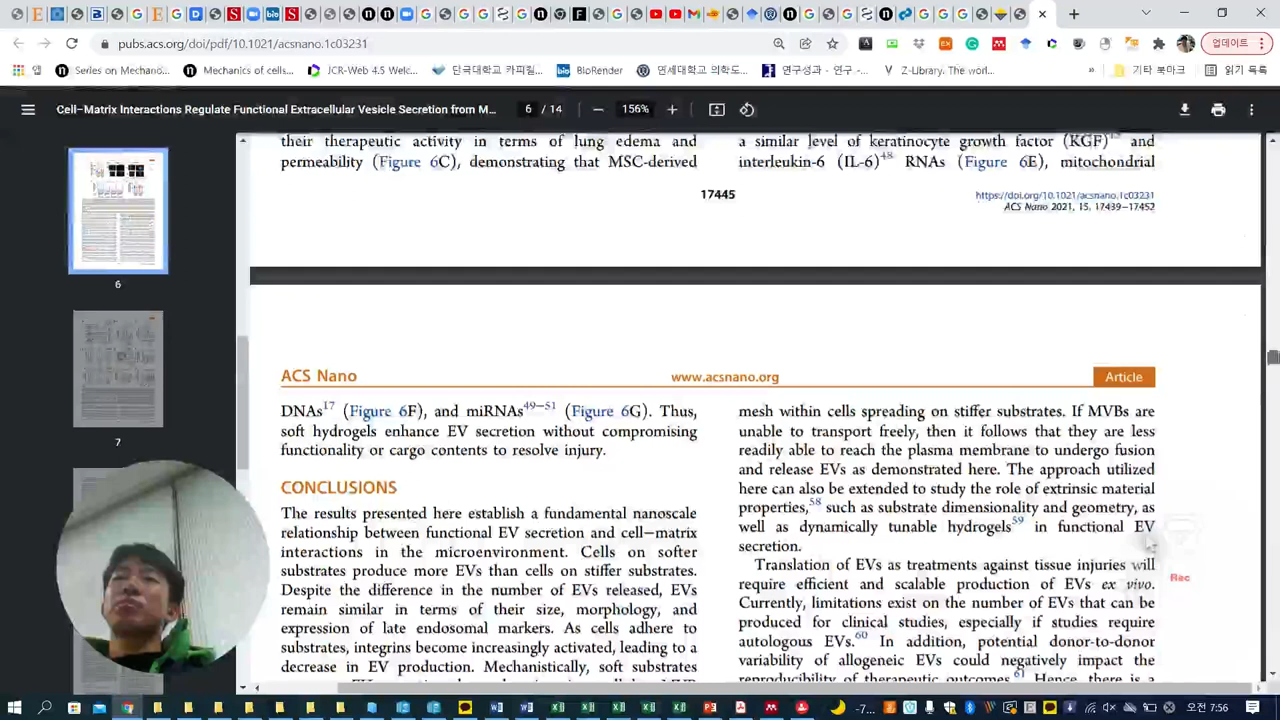 pubs.acs.org/doi/pdf/10.1021/acsnano.1c03231
업데이트
앱
Series on Mechano...
Mechanics of cells...
JCR-Web 4.5 Welc...
단국대학교 카피킬...
BioRender
연세대학교 의학도...
연구성과 - 연구 -...
Z-Library. The worl...
»
기타 북마크
읽기 목록
Cell−Matrix Interactions Regulate Functional Extracellular Vesicle Secretion from M...
6 / 14
156%
their therapeutic activity in terms of lung edema and
permeability (Figure 6C), demonstrating that MSC-derived
a similar level of keratinocyte growth factor (KGF) and
interleukin-6 (IL-6)48 RNAs (Figure 6E), mitochondrial
17445
https://doi.org/10.1021/acsnano.1c03231
ACS Nano 2021, 15, 17439−17452
6
7
ACS Nano
www.acsnano.org
Article
DNAs17 (Figure 6F), and miRNAs49−51 (Figure 6G). Thus,
soft hydrogels enhance EV secretion without compromising
functionality or cargo contents to resolve injury.
CONCLUSIONS
The results presented here establish a fundamental nanoscale
relationship between functional EV secretion and cell−matrix
interactions in the microenvironment. Cells on softer
substrates produce more EVs than cells on stiffer substrates.
Despite the difference in the number of EVs released, EVs
remain similar in terms of their size, morphology, and
expression of late endosomal markers. As cells adhere to
substrates, integrins become increasingly activated, leading to a
decrease in EV production. Mechanistically, soft substrates
mesh within cells spreading on stiffer substrates. If MVBs are
unable to transport freely, then it follows that they are less
readily able to reach the plasma membrane to undergo fusion
and release EVs as demonstrated here. The approach utilized
here can also be extended to study the role of extrinsic material
properties,58 such as substrate dimensionality and geometry, as
well as dynamically tunable hydrogels59 in functional EV
secretion.
Translation of EVs as treatments against tissue injuries will
require efficient and scalable production of EVs ex vivo.
Currently, limitations exist on the number of EVs that can be
produced for clinical studies, especially if studies require
autologous EVs.60 In addition, potential donor-to-donor
variability of allogeneic EVs could negatively impact the
reproducibility of therapeutic outcomes.61 Hence, there is a
Rac
-7...
오전 7:56